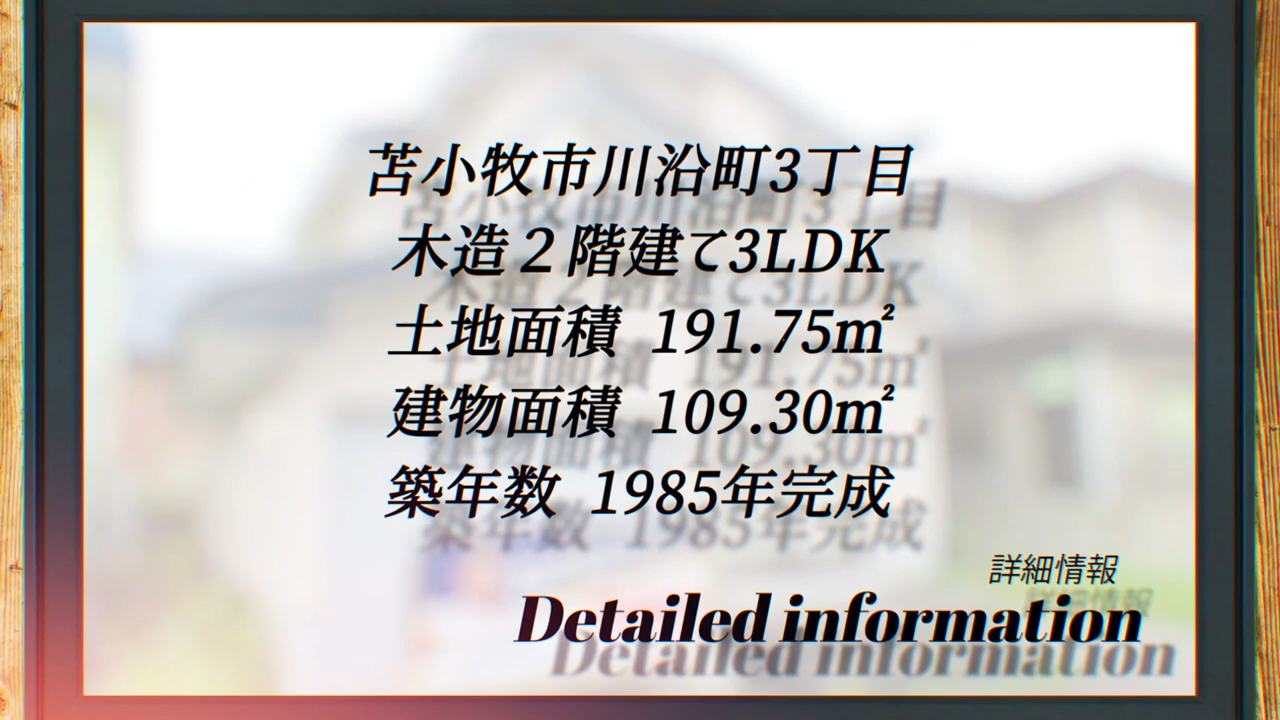 苫小牧市川沿町3丁目
木造２階建て3LDK
土地面積 191.75㎡
建物面積 109.30㎡
築年数 1985年完成
詳細情報
Detailed information